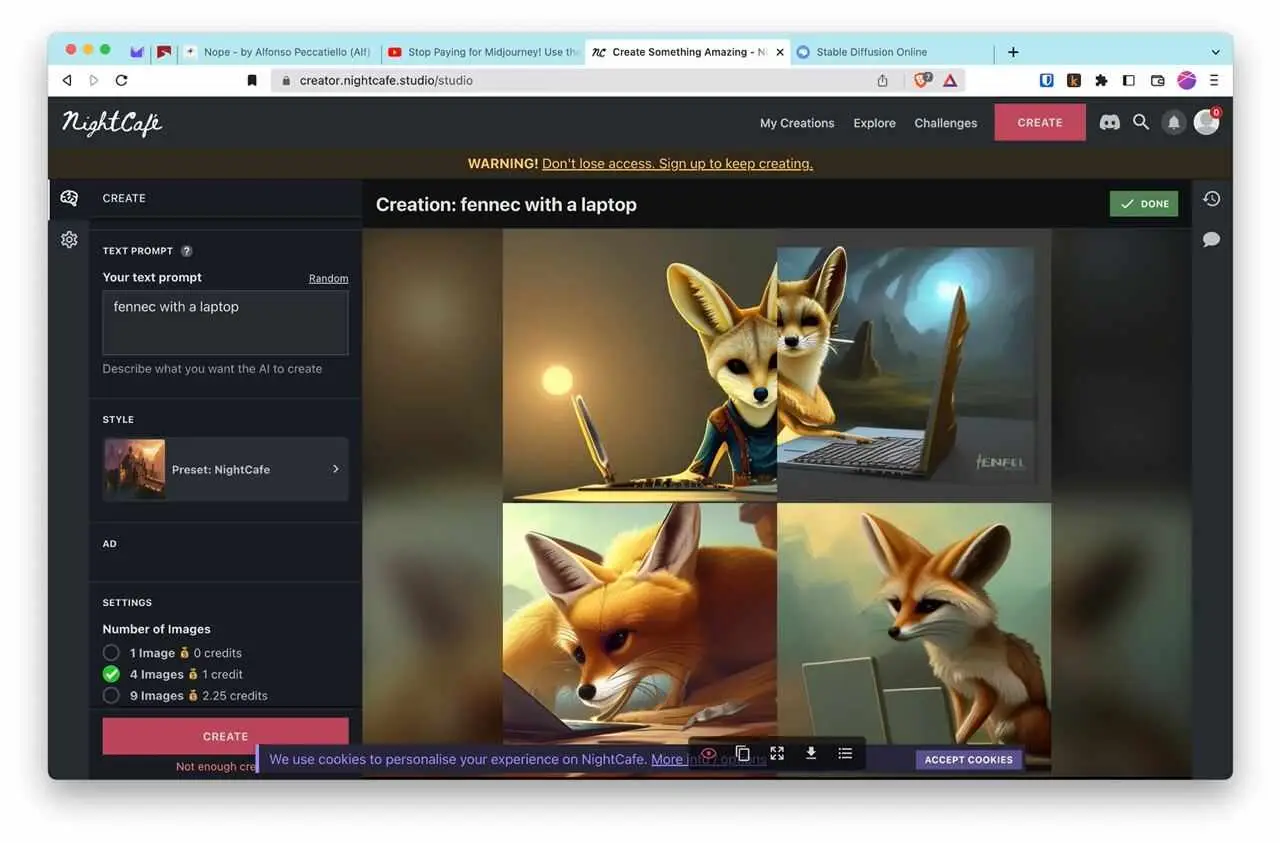 Nope - by Alfonso Peccatiello (Alf)
Stop Paying for Midjourney! Use the
Create Something Amazing - N
Stable Diffusion Online
creator.nightcafe.studio/studio
7
NightCafé
My Creations
Explore
Challenges
CREATE
0
WARNING! Don't lose access. Sign up to keep creating.
CREATE
Creation: fennec with a laptop
DONE
TEXT PROMPT ?
Your text prompt
Random
fennec with a laptop
Describe what you want the AI to create
STYLE
Preset: NightCafe
AD
SETTINGS
Number of Images
1 Image 0 credits
4 Images 1 credit
9 Images 2.25 credits
CREATE
Not enough cre
We use cookies to personalise your experience on NightCafe. More info / options
ACCEPT COOKIES